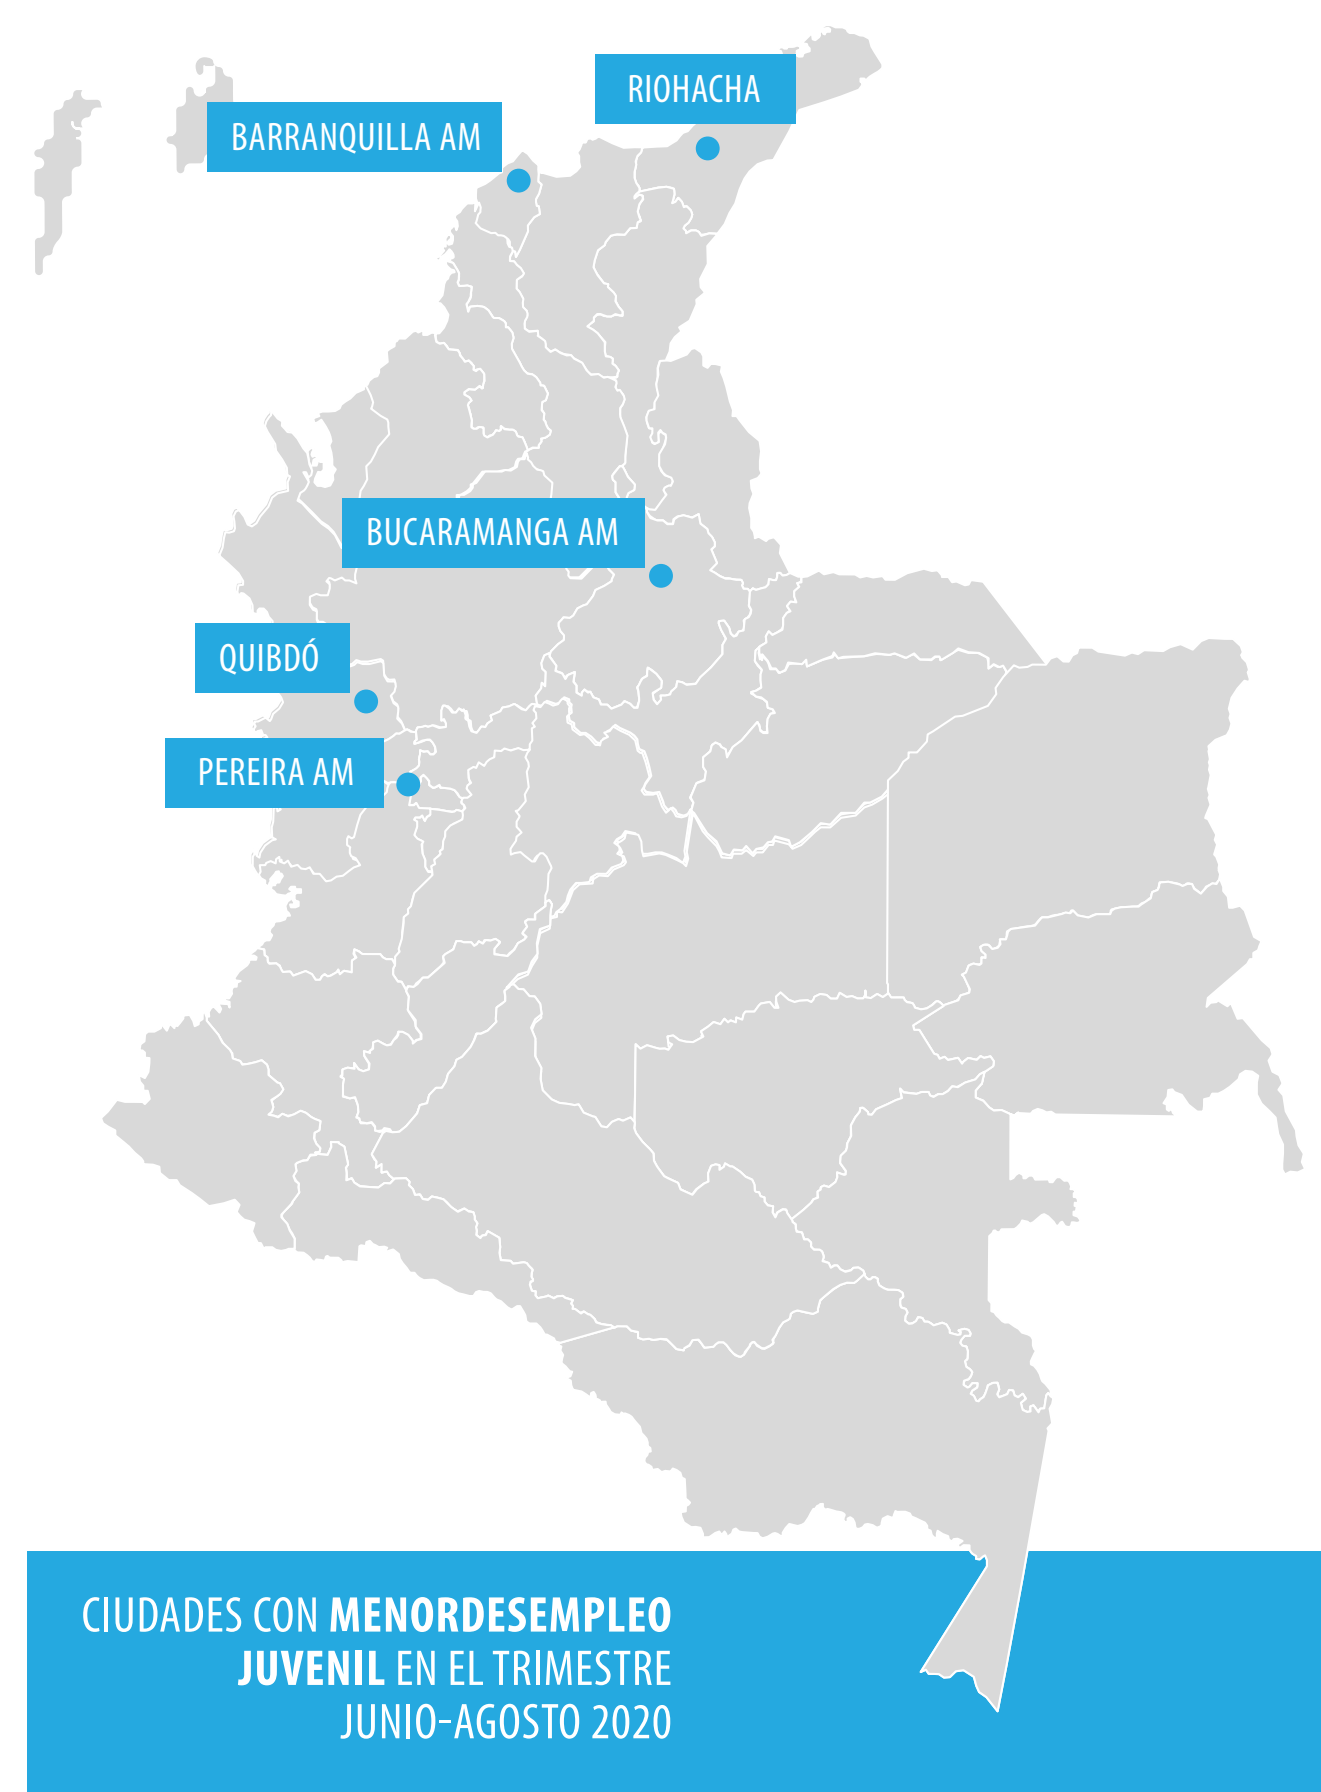 RIOHACHA
BARRANQUILLA AM
BUCARAMANGA AM
QUIBDÓ
PEREIRA AM
CIUDADES CON MENORDESEMPLEO
JUVENIL EN EL TRIMESTRE
JUNIO-AGOSTO 2020